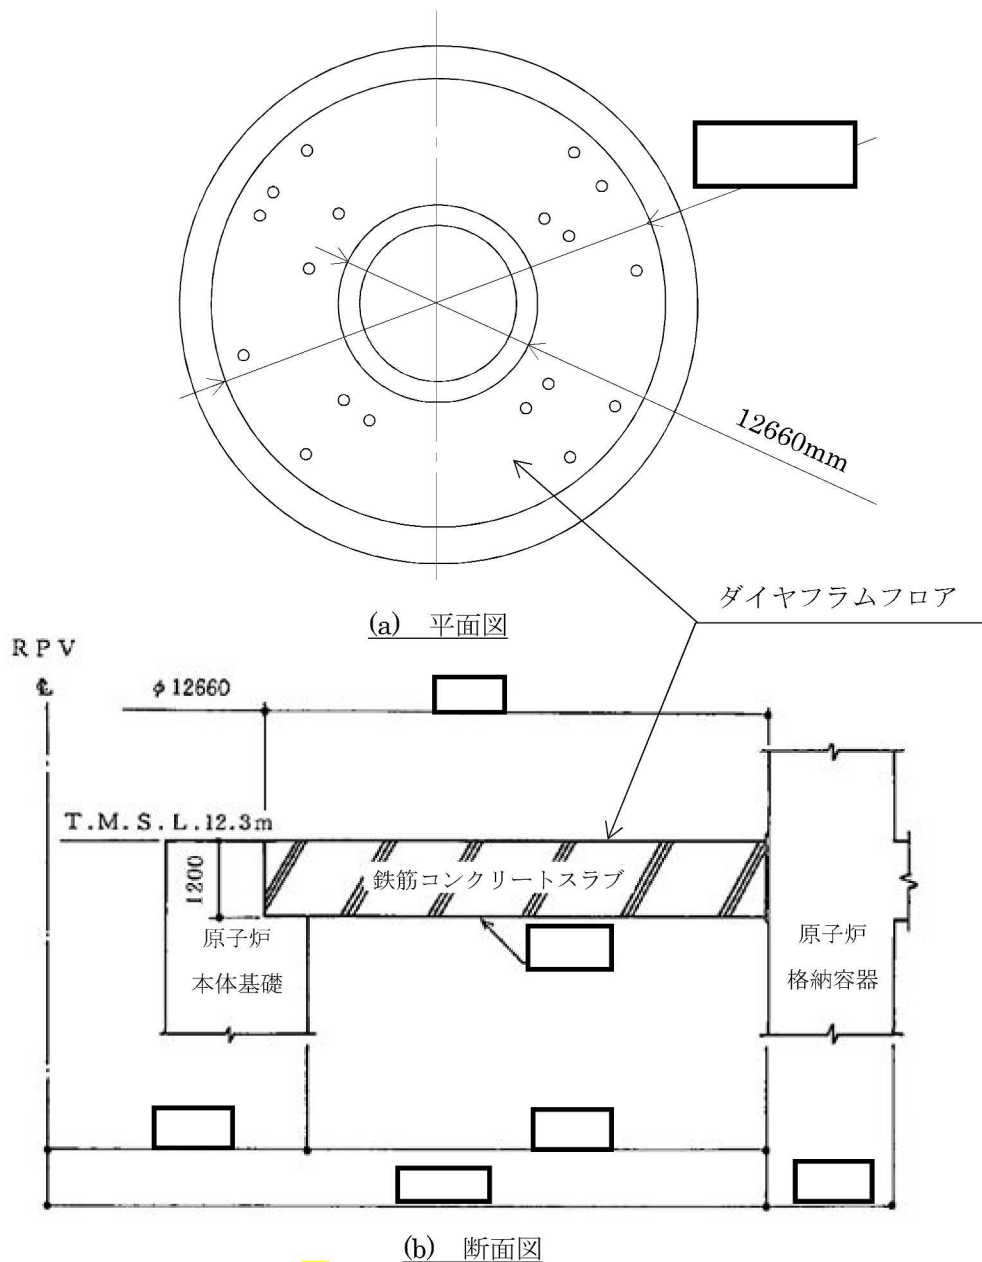 12660mm
ダイヤフラムフロア
(a) 平面図
RPV
℄
φ12660
T.M.S.L.12.3m
1200
鉄筋コンクリートスラブ
原子炉
本体基礎
原子炉
格納容器
(b) 断面図